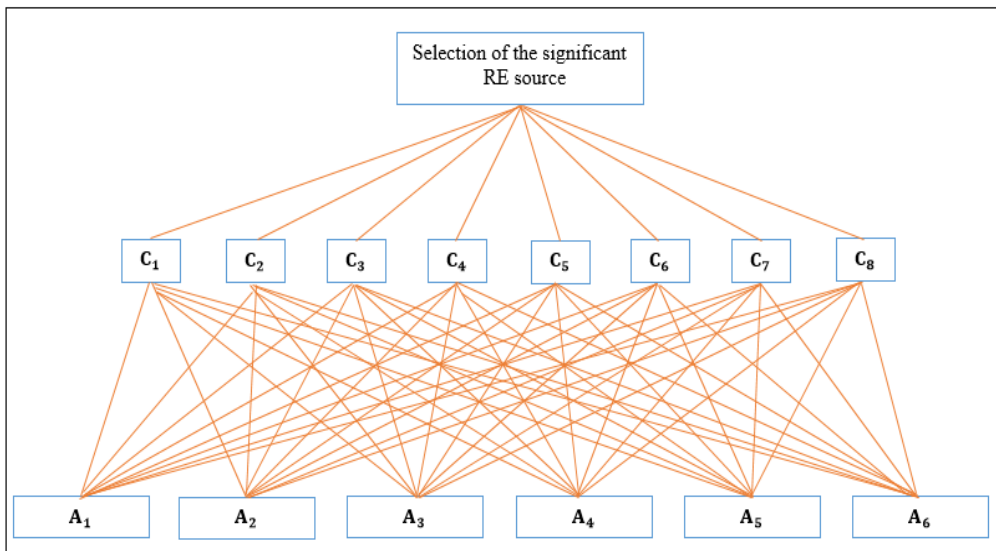 Selection of the significant
RE source
C₁ C₂ C₃ C₄ C₅ C₆ C₇ C₈
A₁ A₂ A₃ A₄ A₅ A₆